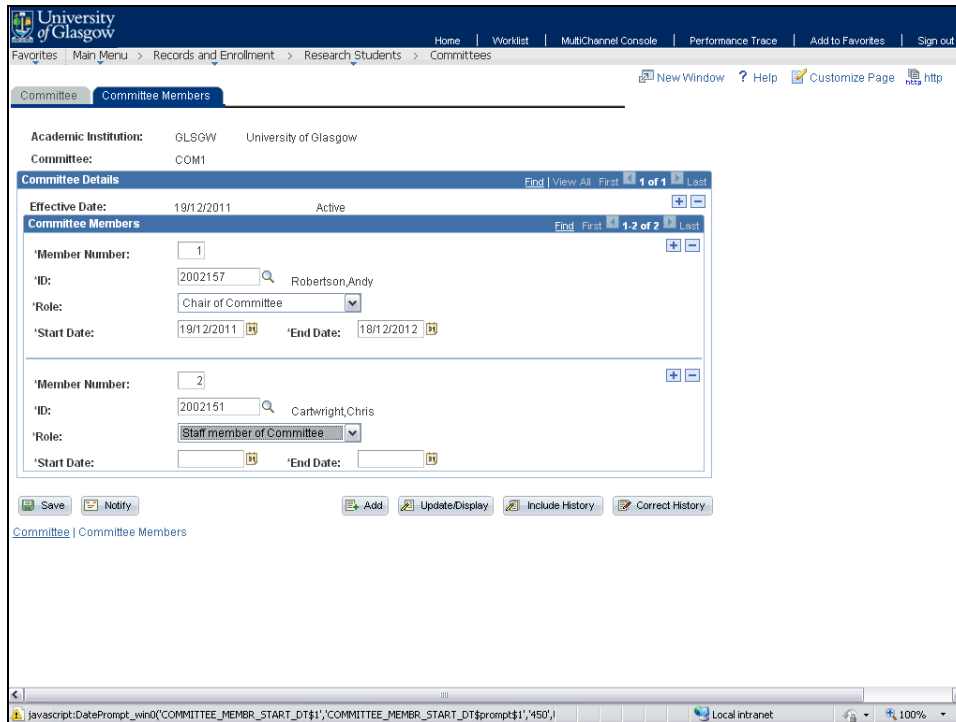 University
of Glasgow
Home | Worklist | MultiChannel Console | Performance Trace | Add to Favorites | Sign out
Favorites Main Menu > Records and Enrollment > Research Students > Committees
New Window ? Help Customize Page http
Committee Committee Members
Academic Institution: GLSGW University of Glasgow
Committee: COM1
Committee Details Find | View All First 1 of 1 Last
Effective Date: 19/12/2011 Active
Committee Members Find First 1-2 of 2 Last
*Member Number: 1
*ID: 2002157 Robertson,Andy
*Role: Chair of Committee
*Start Date: 19/12/2011 *End Date: 18/12/2012
*Member Number: 2
*ID: 2002151 Cartwright,Chris
*Role: Staff member of Committee
*Start Date: *End Date:
Save Notify Add Update/Display Include History Correct History
Committee | Committee Members
javascript:DatePrompt_win0('COMMITTEE_MEMBR_START_DT$1','COMMITTEE_MEMBR_START_DT$prompt$1','450',l Local intranet 100%